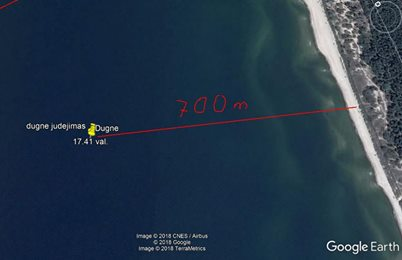 700 m
dugne judejimas Dugne
17.41 val.
Image © 2018 CNES / Airbus
© 2018 Google
Image © 2018 TerraMetrics
Google Earth